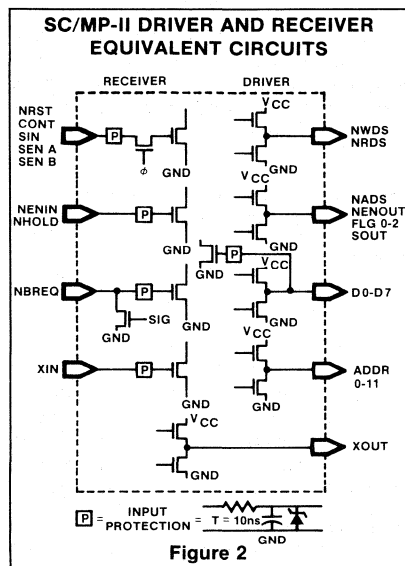 SC/MP-II DRIVER AND RECEIVER
EQUIVALENT CIRCUITS
RECEIVER DRIVER
NRST
CONT
SIN
SEN A
SEN B
P
ϕ
GND
VCC
GND
NWDS
NRDS
NENIN
NHOLD
P
GND
VCC
GND
NADS
NENOUT
FLG 0-2
SOUT
GND
P
NBREQ
P
SIG
GND
GND
VCC
GND
D0-D7
XIN
P
GND
VCC
GND
ADDR
0-11
VCC
GND
XOUT
P = INPUT PROTECTION = T = 10ns
GND
Figure 2